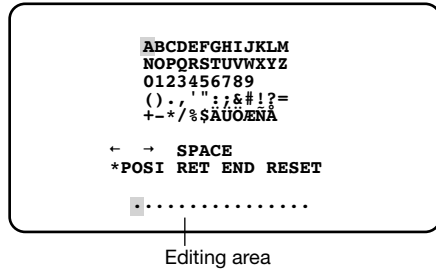 ABCDEFGHIJKLM
NOPQRSTUVWXYZ
0123456789
().,'":;&#!?=
+-*/%$ÄÜÖÆÑÅ
← → SPACE
*POSI RET END RESET
................
Editing area